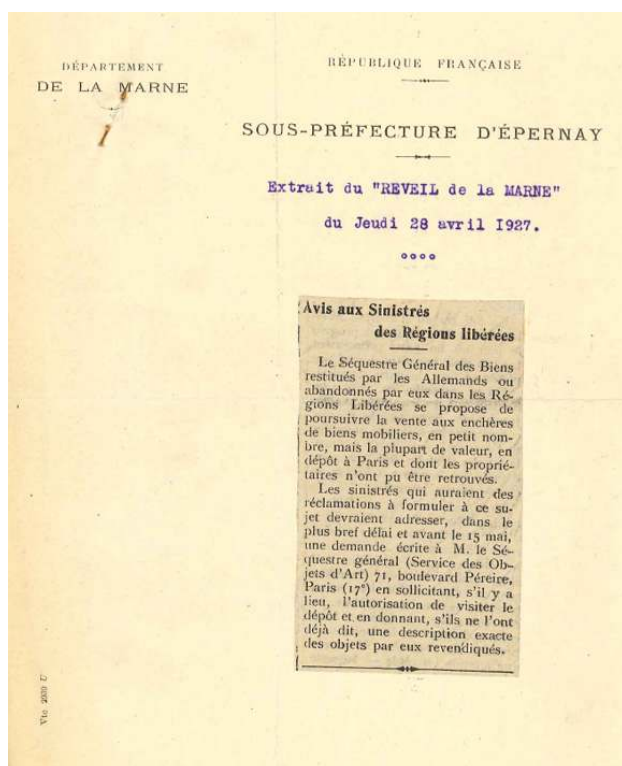 DÉPARTEMENT
DE LA MARNE
RÉPUBLIQUE FRANÇAISE
SOUS-PRÉFECTURE D'ÉPERNAY
Extrait du "REVEIL de la MARNE"
du Jeudi 28 avril I927.
Avis aux Sinistrés
des Régions libérées
Le Séquestre Général des Biens
restitués par les Allemands ou
abandonnés par eux dans les Ré-
gions Libérées se propose de
poursuivre la vente aux enchères
de biens mobiliers, en petit nom-
bre, mais la plupart de valeur, en
dépôt à Paris et dont les proprié-
taires n'ont pu être retrouvés.
Les sinistrés qui auraient des
réclamations à formuler à ce su-
jet devraient adresser, dans le
plus bref délai et avant le 15 mai,
une demande écrite à M. le Sé-
questre général (Service des Ob-
jets d'Art) 71, boulevard Péreire,
Paris (17e) en sollicitant, s'il y a
lieu, l'autorisation de visiter le
dépôt et en donnant, s'ils ne l'ont
déjà dit, une description exacte
des objets par eux revendiqués.